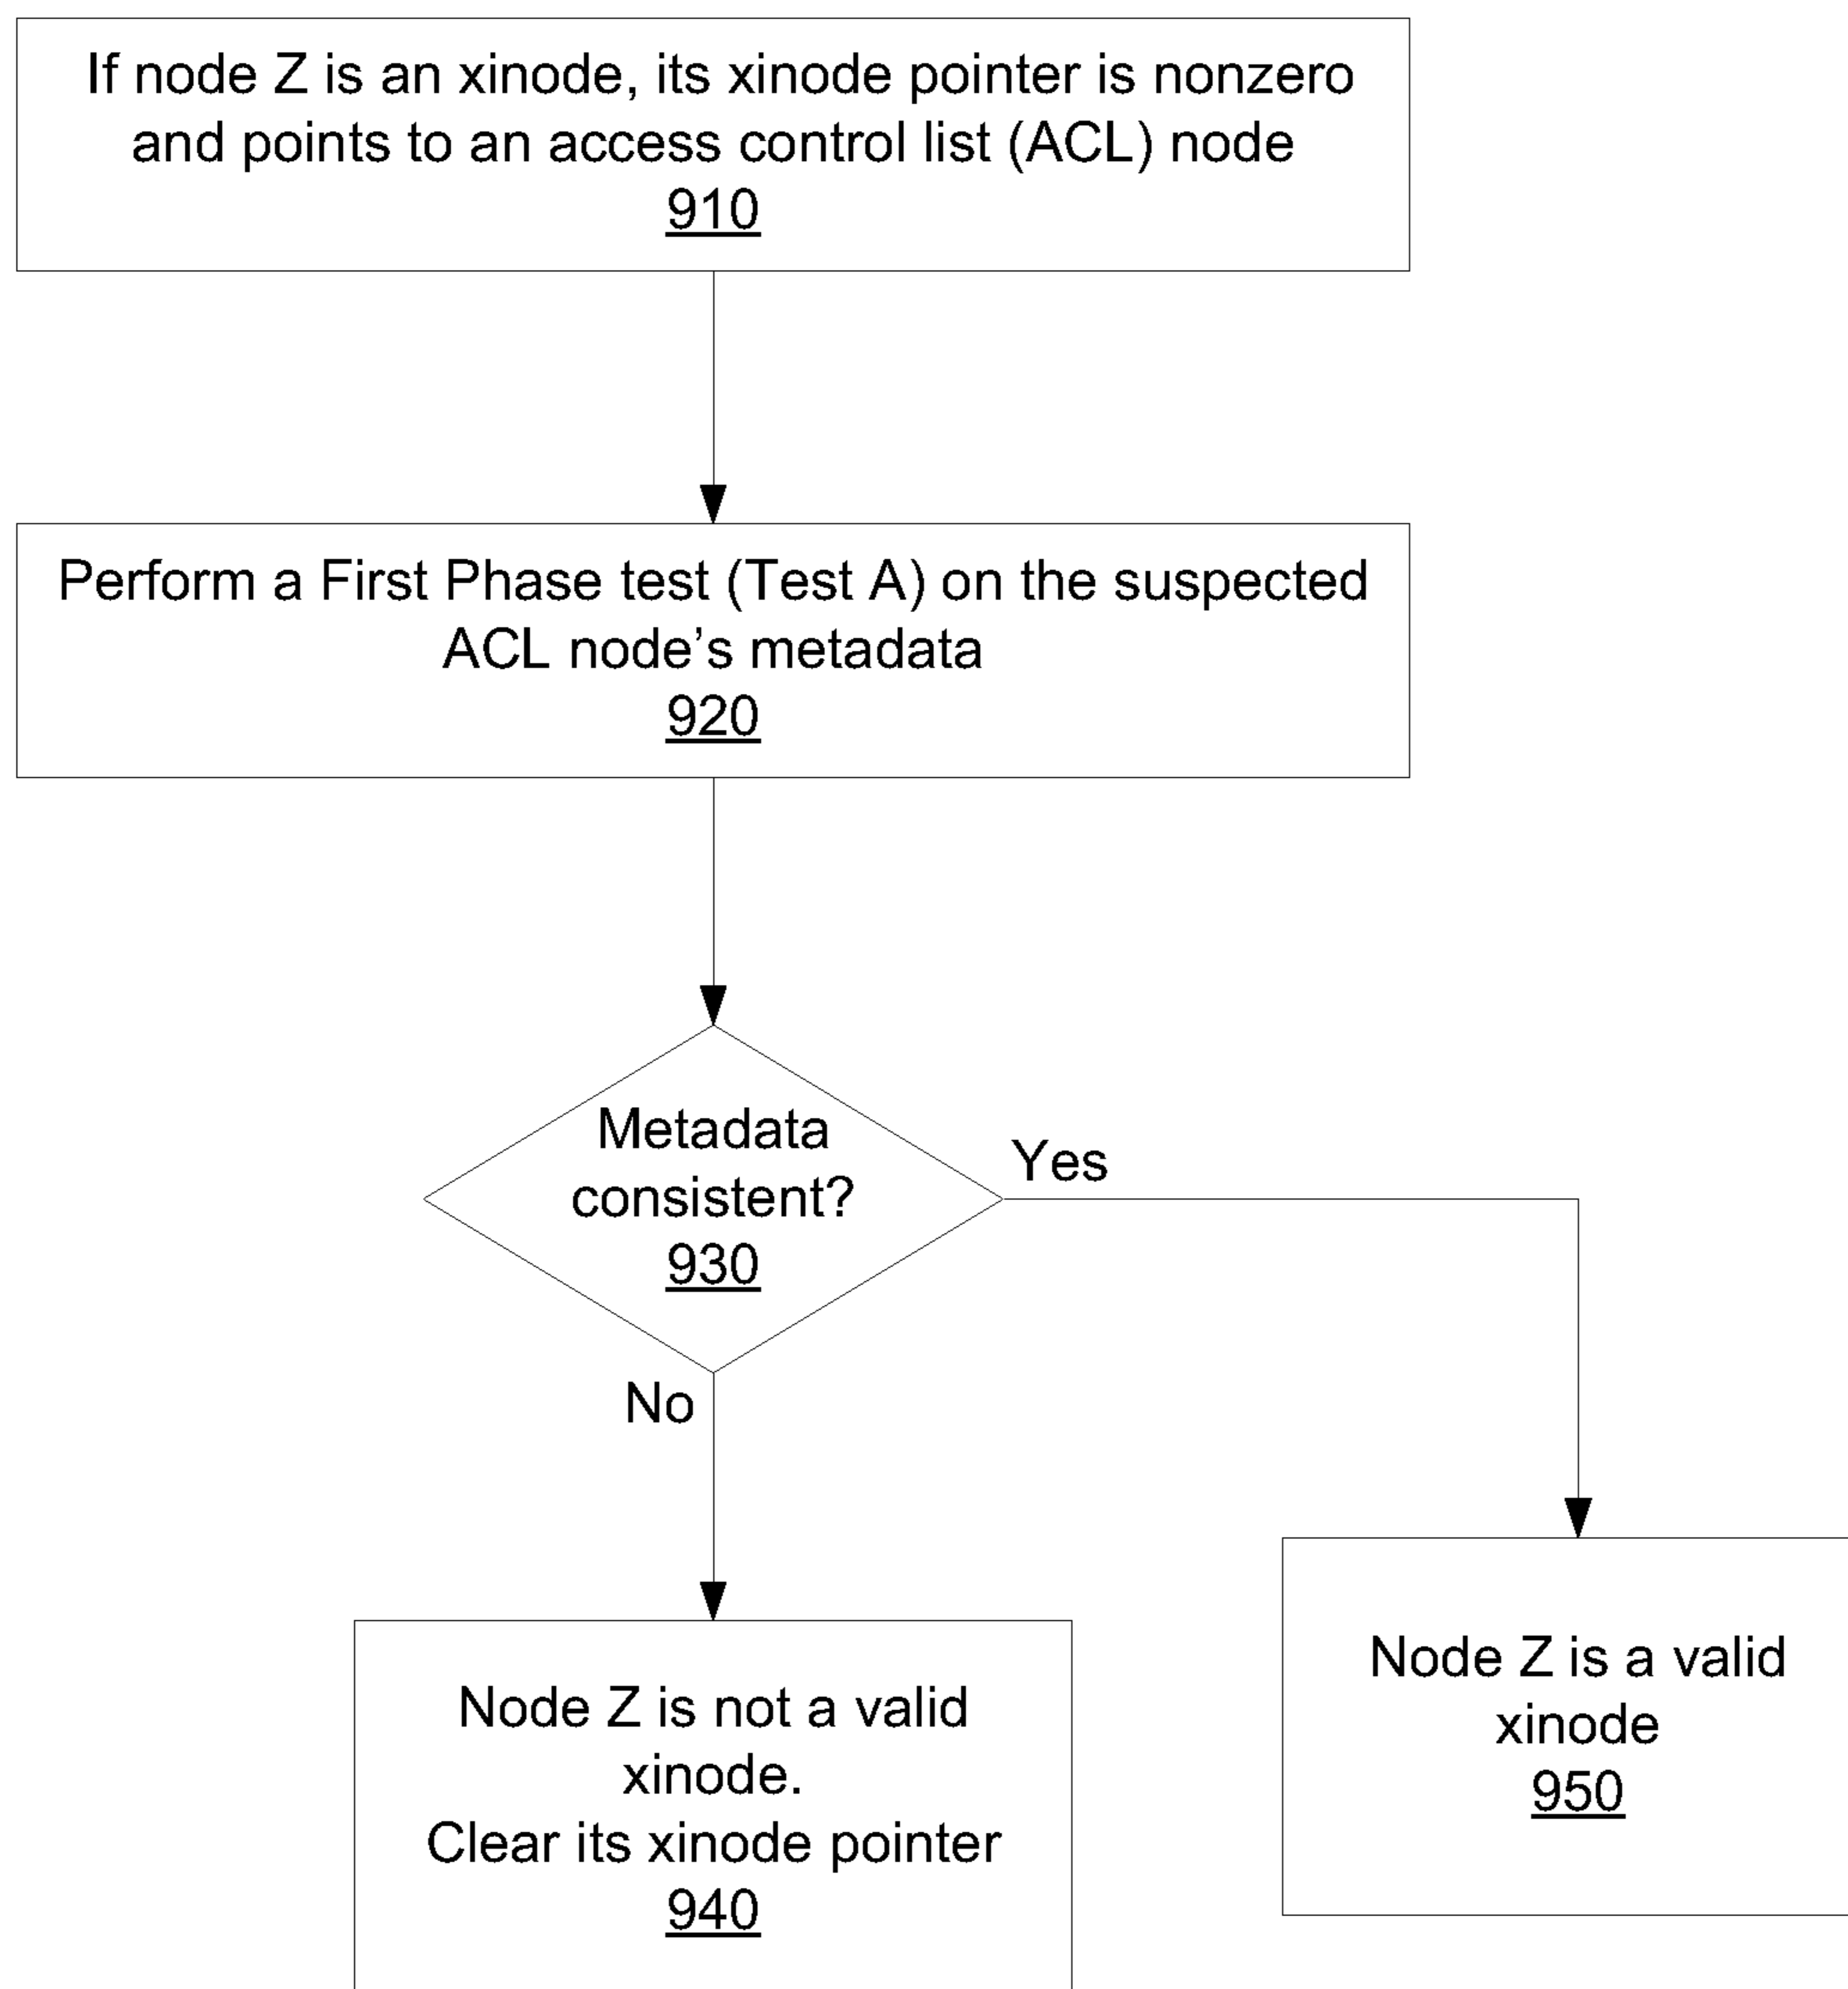 If node Z is an xinode, its xinode pointer is nonzero
and points to an access control list (ACL) node
910
Perform a First Phase test (Test A) on the suspected
ACL node’s metadata
920
Metadata
consistent?
930
Yes
No
Node Z is a valid
xinode
950
Node Z is not a valid
xinode.
Clear its xinode pointer
940